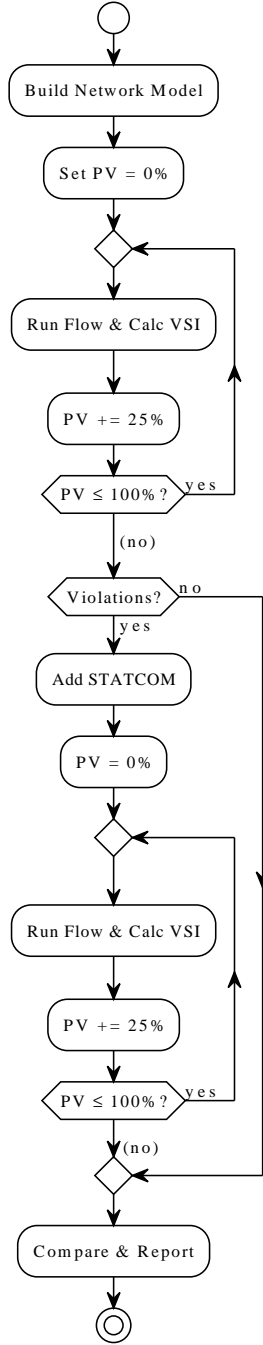 Build Network Model
Set PV = 0%
Run Flow & Calc VSI
PV += 25%
PV ≤ 100%?
yes
(no)
Violations?
no
yes
Add STATCOM
PV = 0%
Run Flow & Calc VSI
PV += 25%
PV ≤ 100%?
yes
(no)
Compare & Report